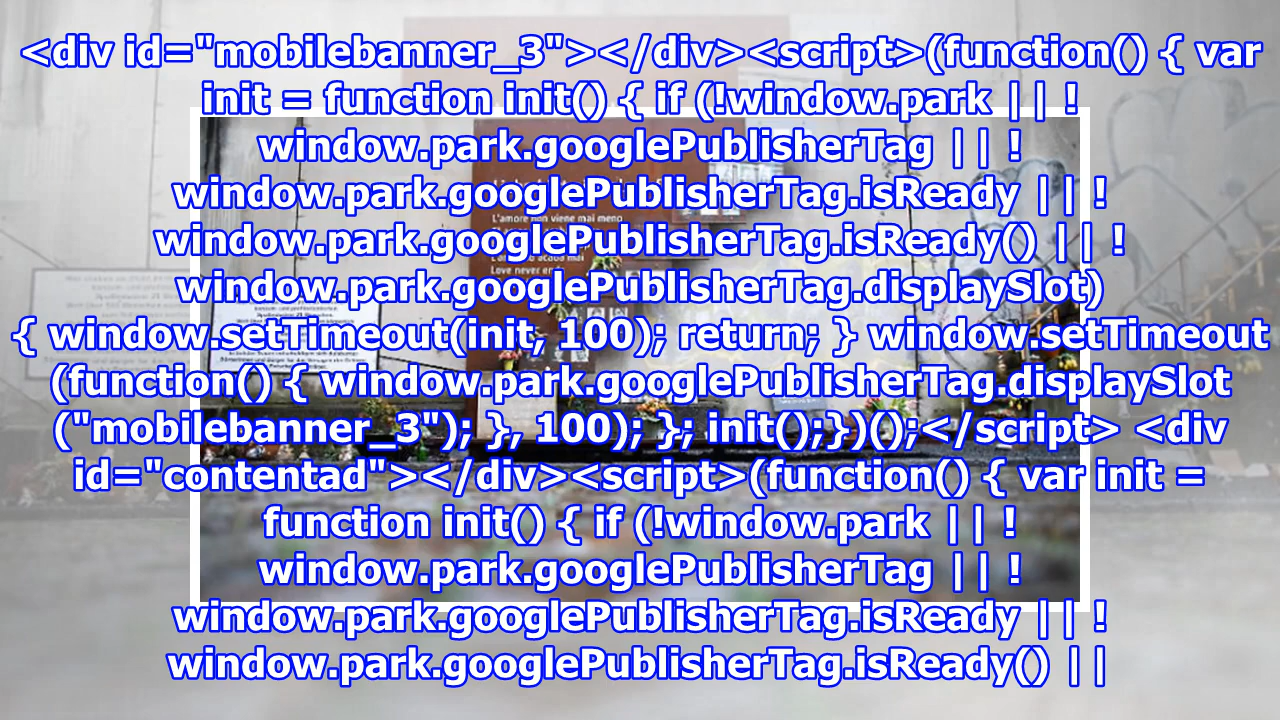 <div id="mobilebanner_3"></div><script>(function() { var
init = function init() { if (!window.park || !
window.park.googlePublisherTag || !
window.park.googlePublisherTag.isReady || !
window.park.googlePublisherTag.isReady() || !
window.park.googlePublisherTag.displaySlot)
{ window.setTimeout(init, 100); return; } window.setTimeout
(function() { window.park.googlePublisherTag.displaySlot
("mobilebanner_3"); }, 100); }; init();})();</script> <div
id="contentad"></div><script>(function() { var init =
function init() { if (!window.park || !
window.park.googlePublisherTag || !
window.park.googlePublisherTag.isReady || !
window.park.googlePublisherTag.isReady() ||
L'amore non viene mai meno
Love never